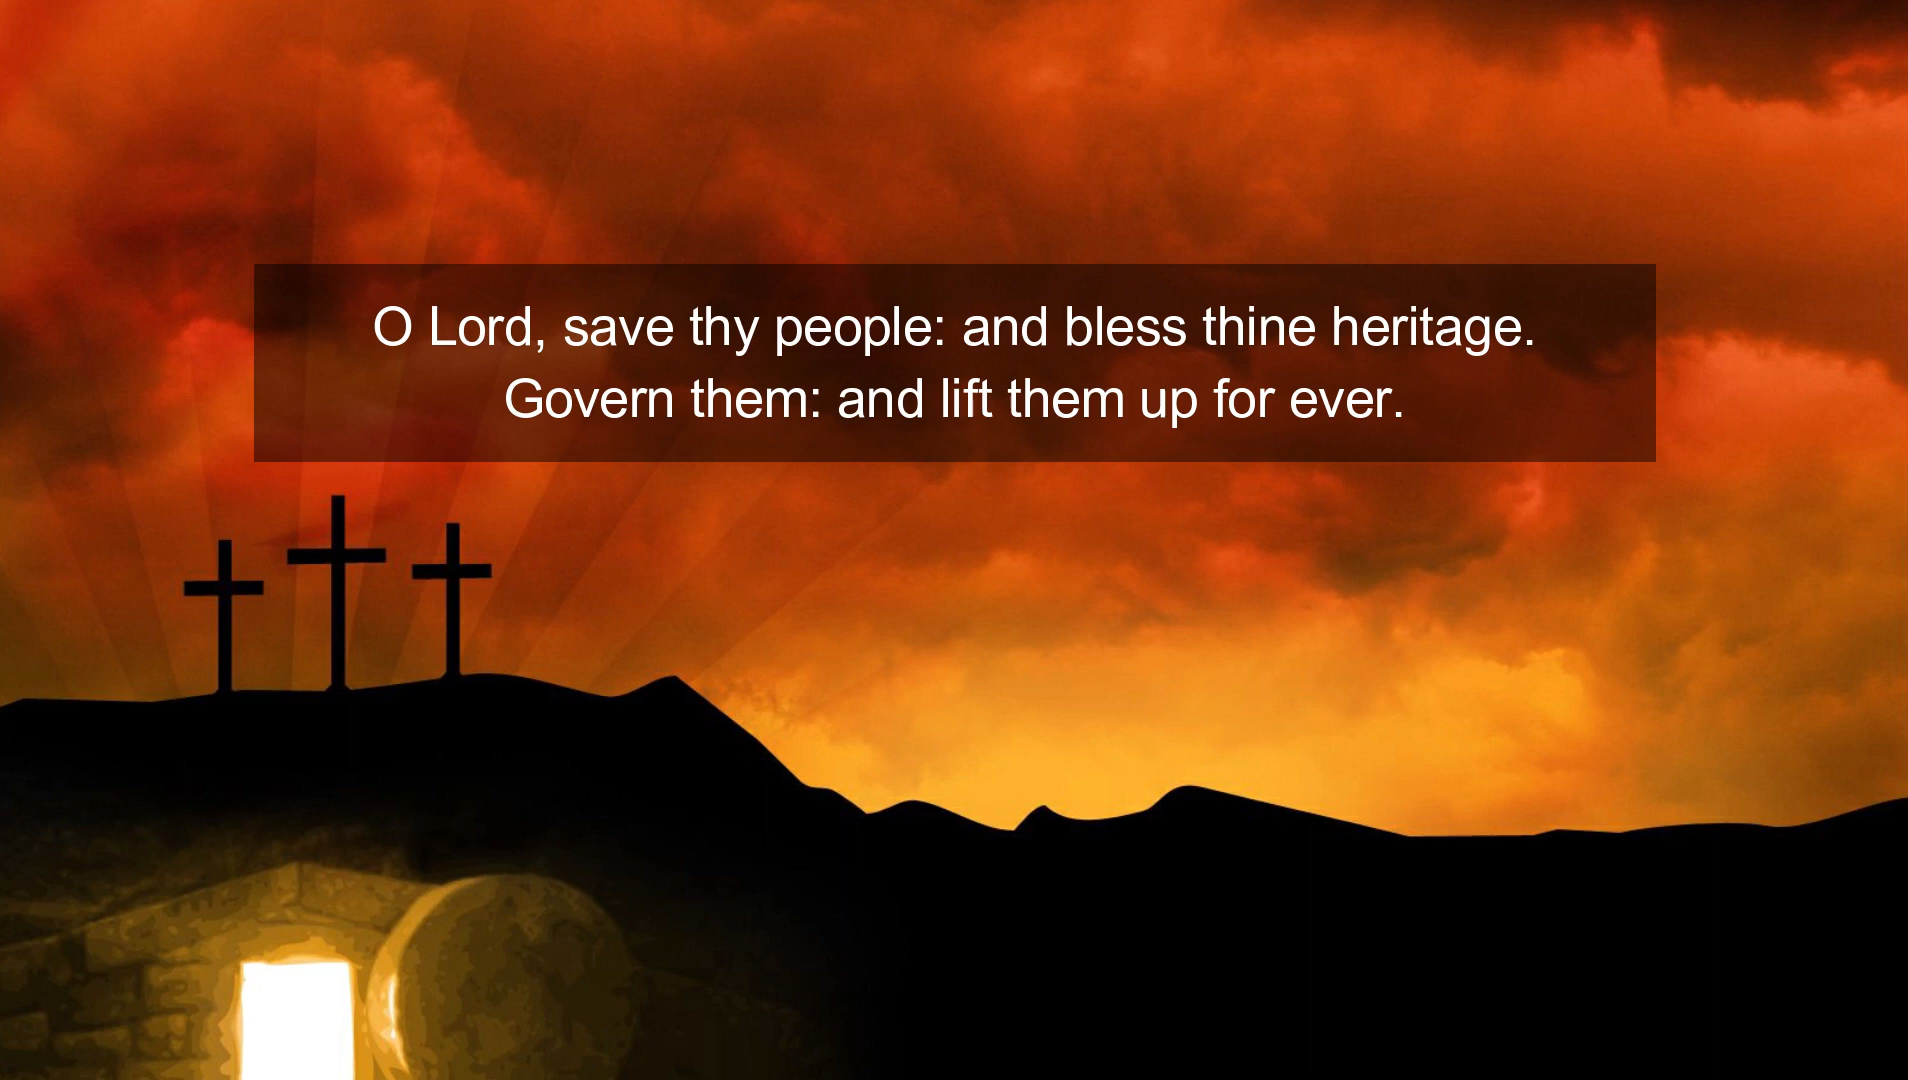 O Lord, save thy people: and bless thine heritage.
Govern them: and lift them up for ever.